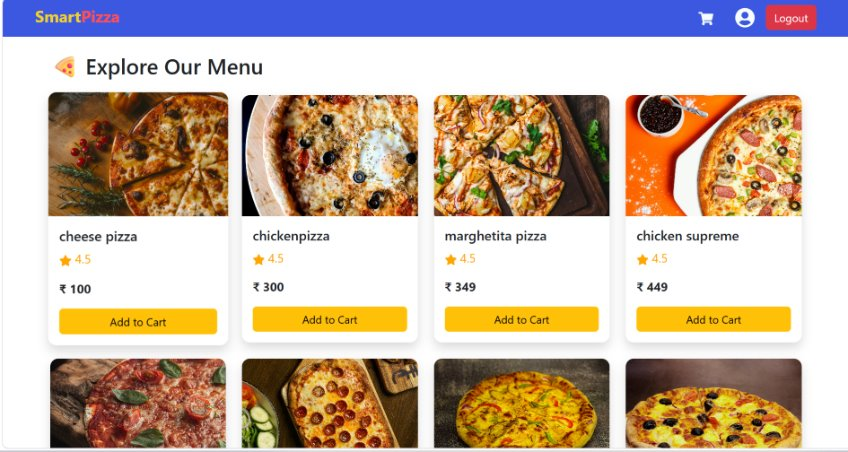 SmartPizza
Logout
Explore Our Menu
cheese pizza
4.5
₹ 100
Add to Cart
chickenpizza
4.5
₹ 300
Add to Cart
marghetita pizza
4.5
₹ 349
Add to Cart
chicken supreme
4.5
₹ 449
Add to Cart